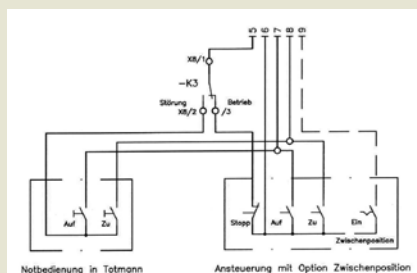 5 6 7 8 9
X8/1
-K3
Störung Betrieb
X8/2 /3
Auf Zu
Stopp Auf Zu Ein
Zwischenposition
Notbedienung in Totmann
Ansteuerung mit Option Zwischenposition